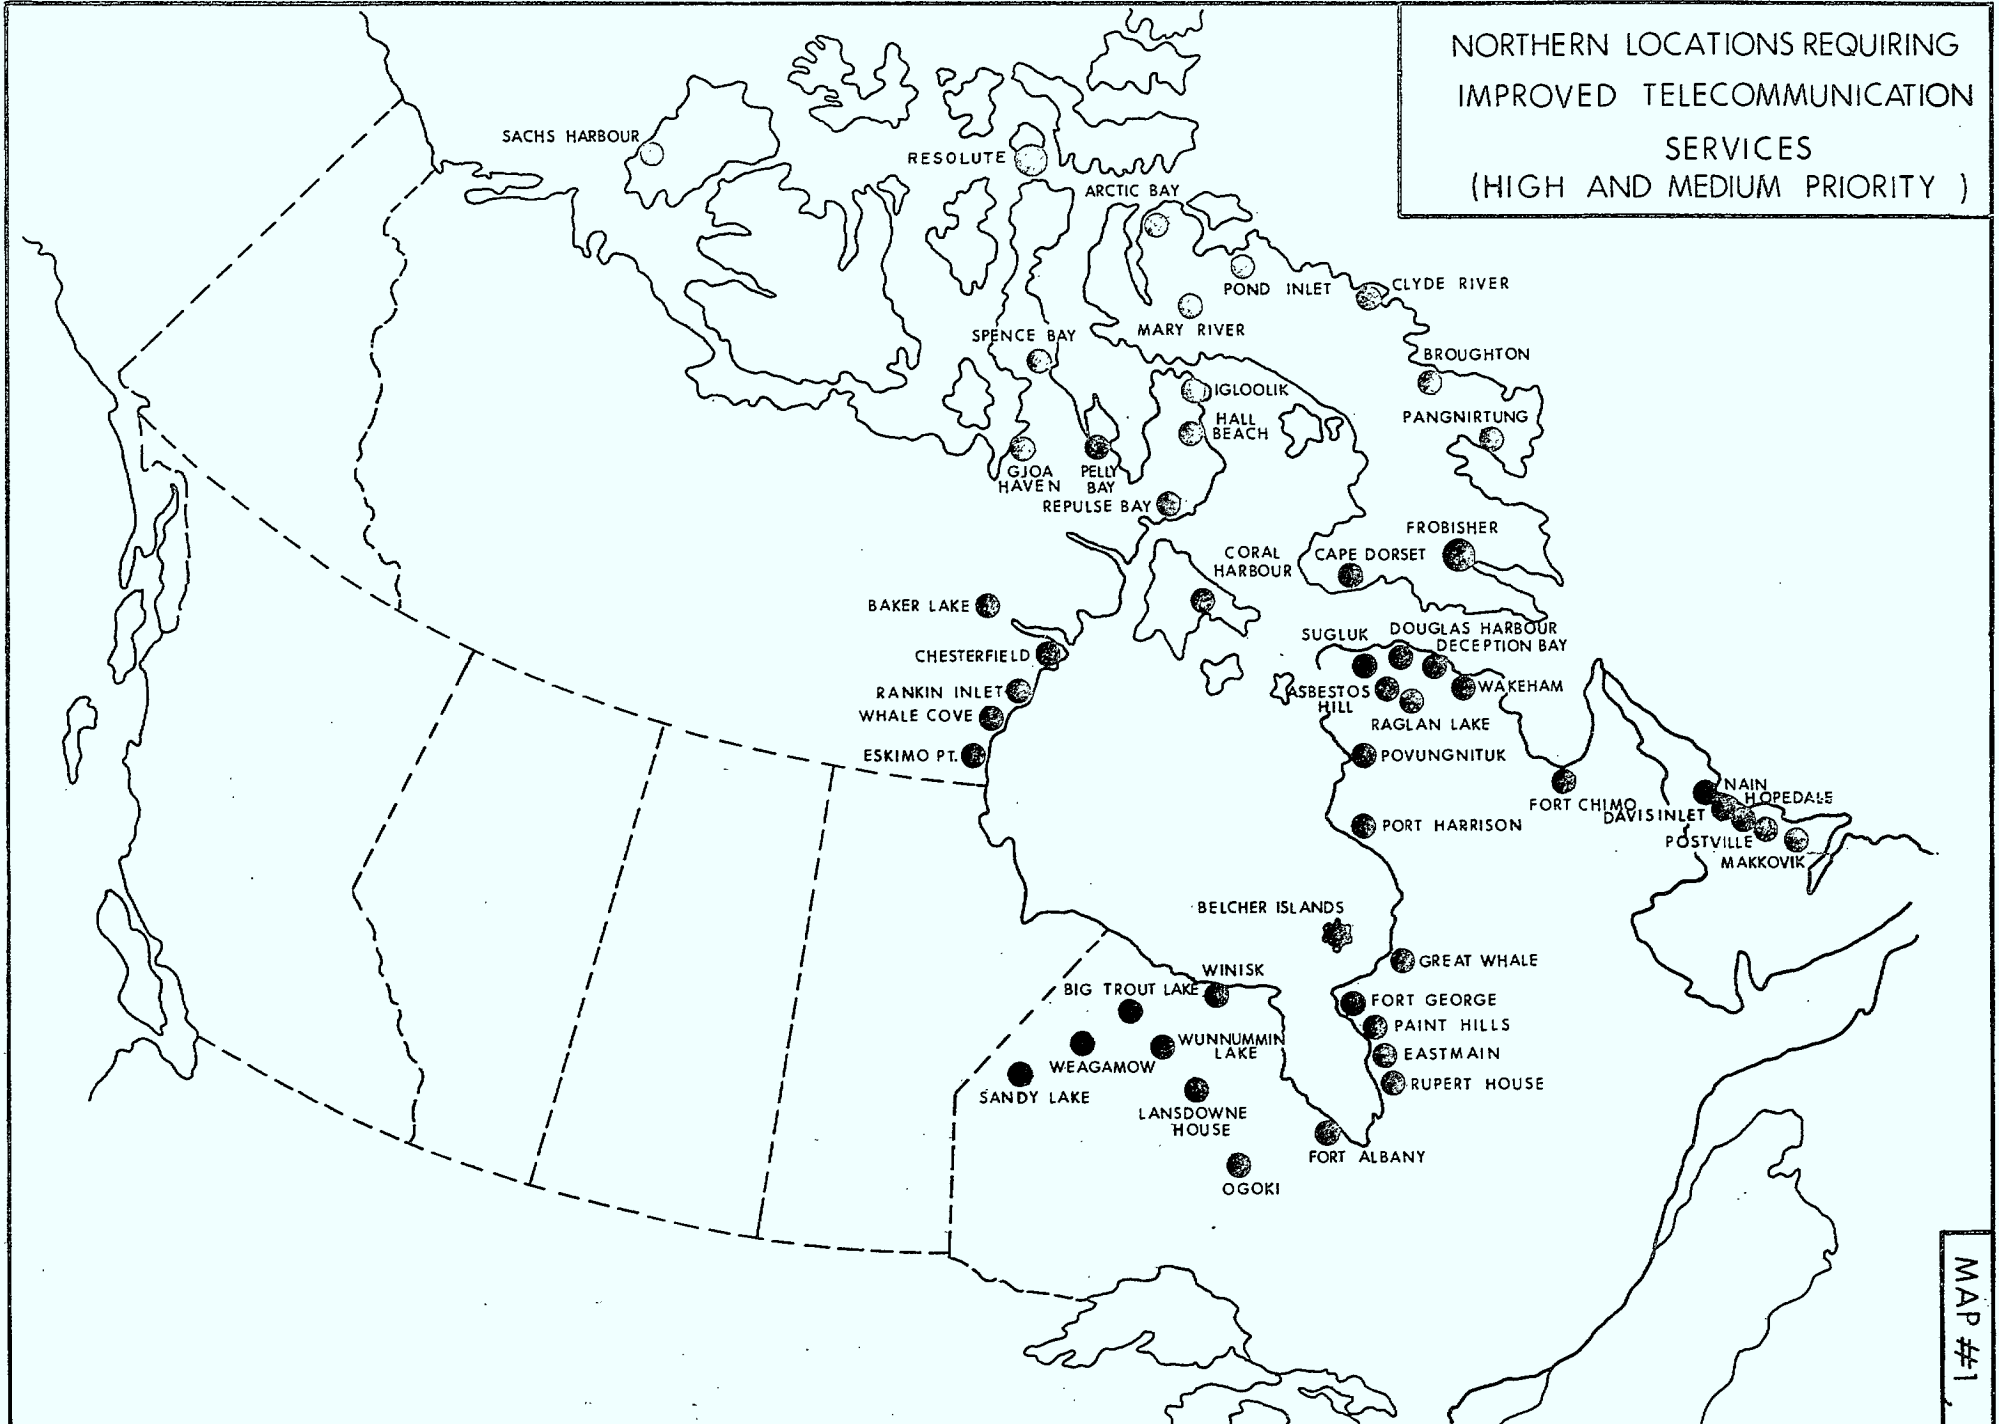 NORTHERN LOCATIONS REQUIRING
IMPROVED TELECOMMUNICATION
SERVICES
(HIGH AND MEDIUM PRIORITY )
SACHS HARBOUR
RESOLUTE
ARCTIC BAY
POND INLET
CLYDE RIVER
MARY RIVER
SPENCE BAY
BROUGHTON
IGLOOLIK
PANGNIRTUNG
HALL
BEACH
GJOA
HAVEN
PELLY
BAY
REPULSE BAY
FROBISHER
CORAL
HARBOUR
CAPE DORSET
BAKER LAKE
SUGLUK
DOUGLAS HARBOUR
DECEPTION BAY
CHESTERFIELD
RANKIN INLET
ASBESTOS
HILL
WAKEHAM
WHALE COVE
RAGLAN LAKE
ESKIMO PT.
POVUNGNITUK
NAIN
HOPEDALE
FORT CHIMO
DAVIS INLET
PORT HARRISON
POSTVILLE
MAKKOVIK
BELCHER ISLANDS
GREAT WHALE
WINISK
BIG TROUT LAKE
FORT GEORGE
PAINT HILLS
WUNNUMMIN
LAKE
EASTMAIN
WEAGAMOW
RUPERT HOUSE
SANDY LAKE
LANSDOWNE
HOUSE
FORT ALBANY
OGOKI
MAP #1